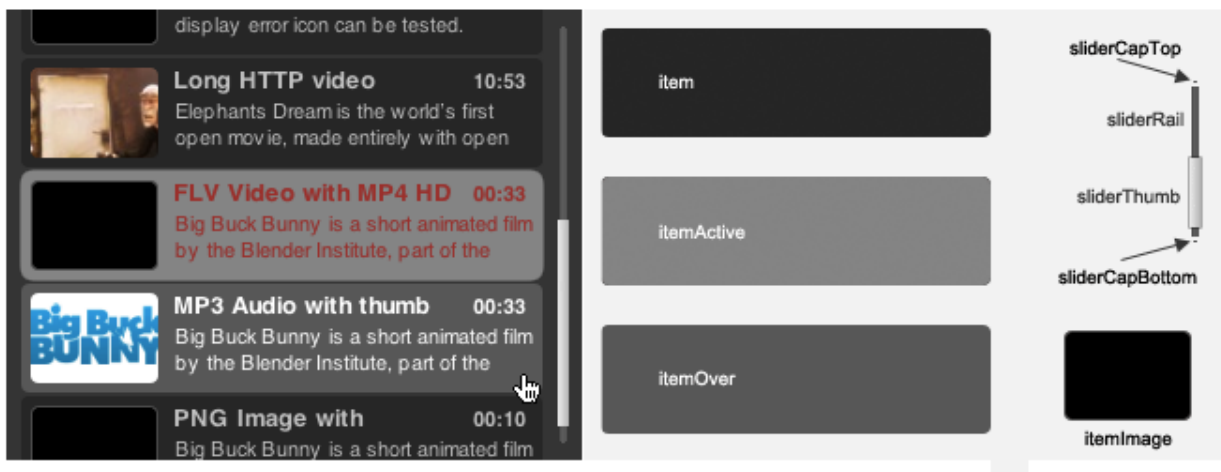 display error icon can be tested.
Long HTTP video 10:53
Elephants Dream is the world's first
open movie, made entirely with open
FLV Video with MP4 HD 00:33
Big Buck Bunny is a short animated film
by the Blender Institute, part of the
Big Buck
BUNNY
MP3 Audio with thumb 00:33
Big Buck Bunny is a short animated film
by the Blender Institute, part of the
PNG Image with 00:10
Big Buck Bunny is a short animated film
item
itemActive
itemOver
sliderCapTop
sliderRail
sliderThumb
sliderCapBottom
itemImage